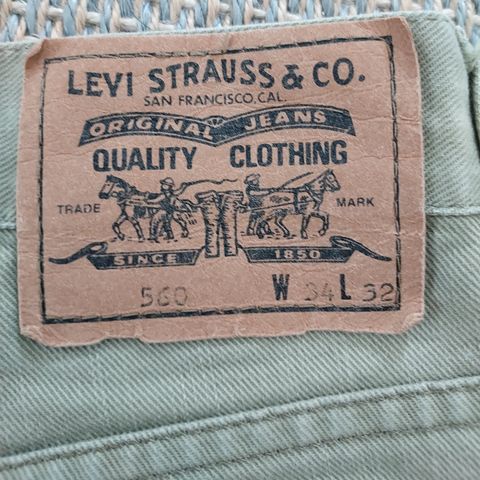 LEVI STRAUSS & CO.
SAN FRANCISCO, CAL.
ORIGINAL JEANS
QUALITY CLOTHING
TRADE MARK
SINCE 1850
560 W 34 L 32